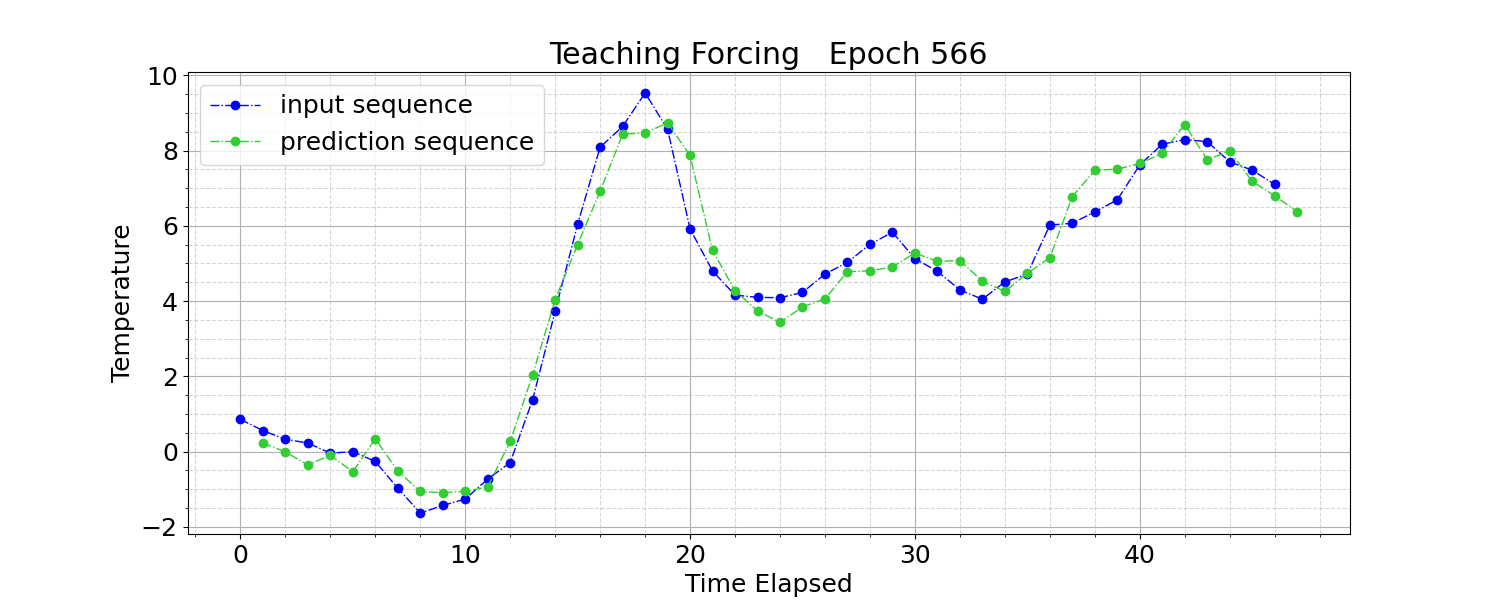 Teaching Forcing   Epoch 566
10
8
6
4
2
0
−2
input sequence
prediction sequence
Temperature
0 10 20 30 40
Time Elapsed